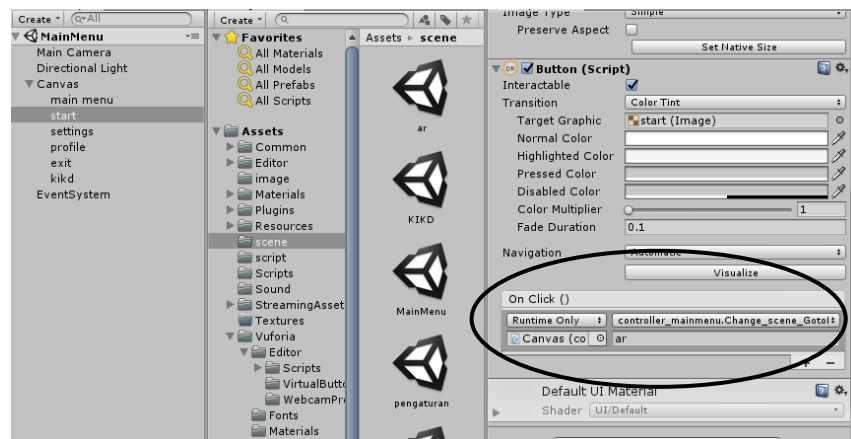 Create
All
MainMenu
Main Camera
Directional Light
Canvas
main menu
start
settings
profile
exit
kikd
EventSystem
Create
Favorites
All Materials
All Models
All Prefabs
All Scripts
Assets
Common
Editor
image
Materials
Plugins
Resources
scene
script
Scripts
Sound
StreamingAsset
Textures
Vuforia
Editor
Scripts
VirtualButt
WebcamPr
Fonts
Materials
Assets scene
ar
KIKD
MainMenu
pengaturan
Image Type Simple
Preserve Aspect
Set Native Size
OK Button (Script)
Interactable
Transition Color Tint
Target Graphic start (Image)
Normal Color
Highlighted Color
Pressed Color
Disabled Color
Color Multiplier 1
Fade Duration 0.1
Navigation Automatic
Visualize
On Click ()
Runtime Only controller_mainmenu.Change_scene_Gotol
Canvas (co ar
+ −
Default UI Material
Shader UI/Default